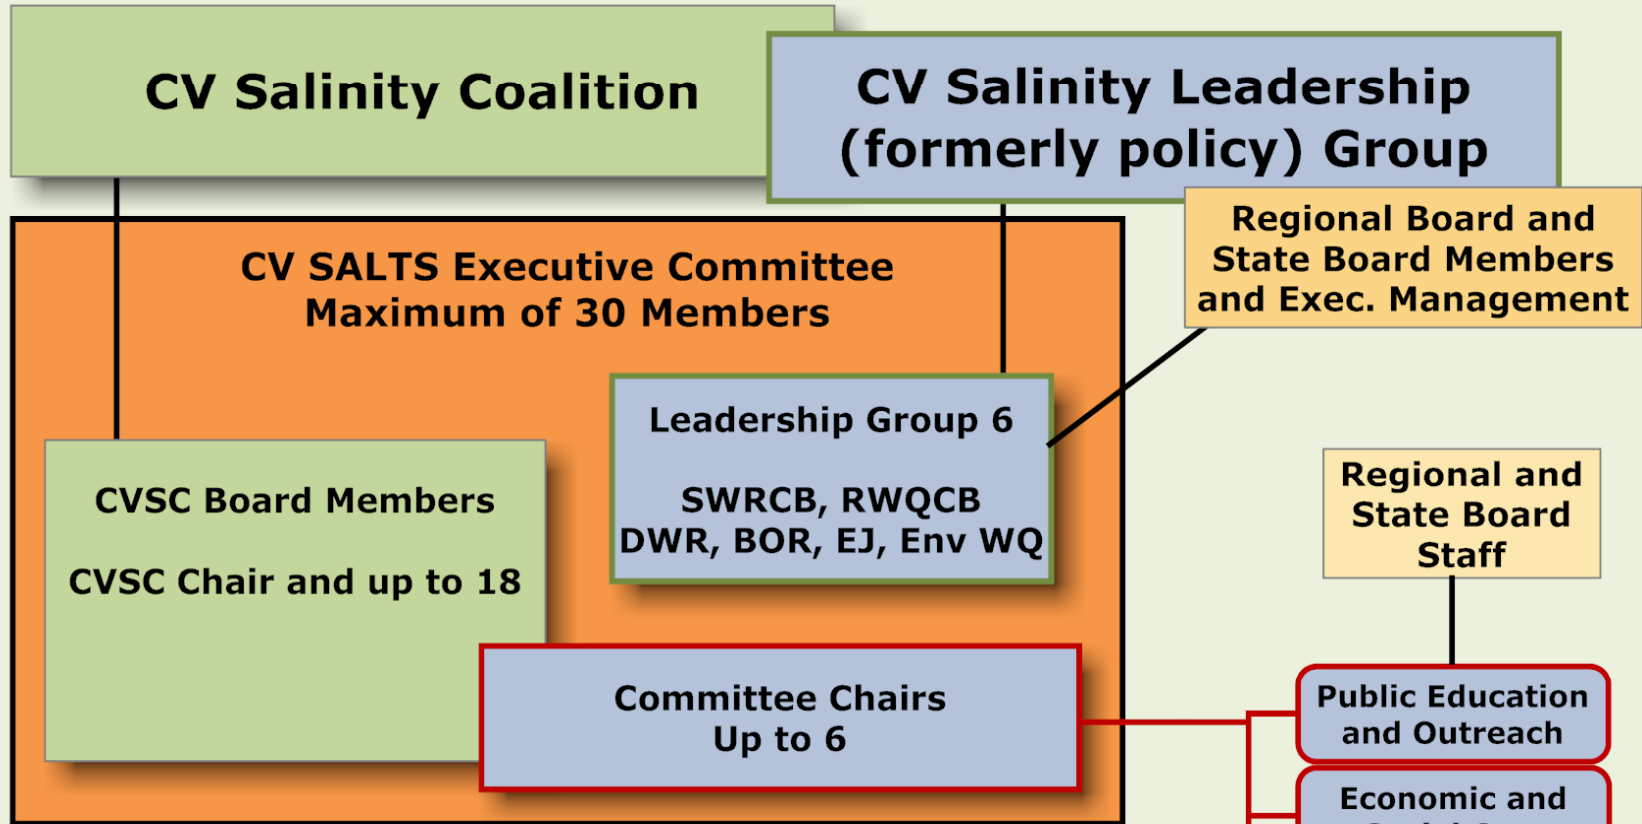 CV Salinity Coalition
CV Salinity Leadership
(formerly policy) Group
Regional Board and
State Board Members
and Exec. Management
CV SALTS Executive Committee
Maximum of 30 Members
Leadership Group 6
SWRCB, RWQCB
DWR, BOR, EJ, Env WQ
CVSC Board Members
CVSC Chair and up to 18
Regional and
State Board
Staff
Committee Chairs
Up to 6
Public Education
and Outreach
Economic and